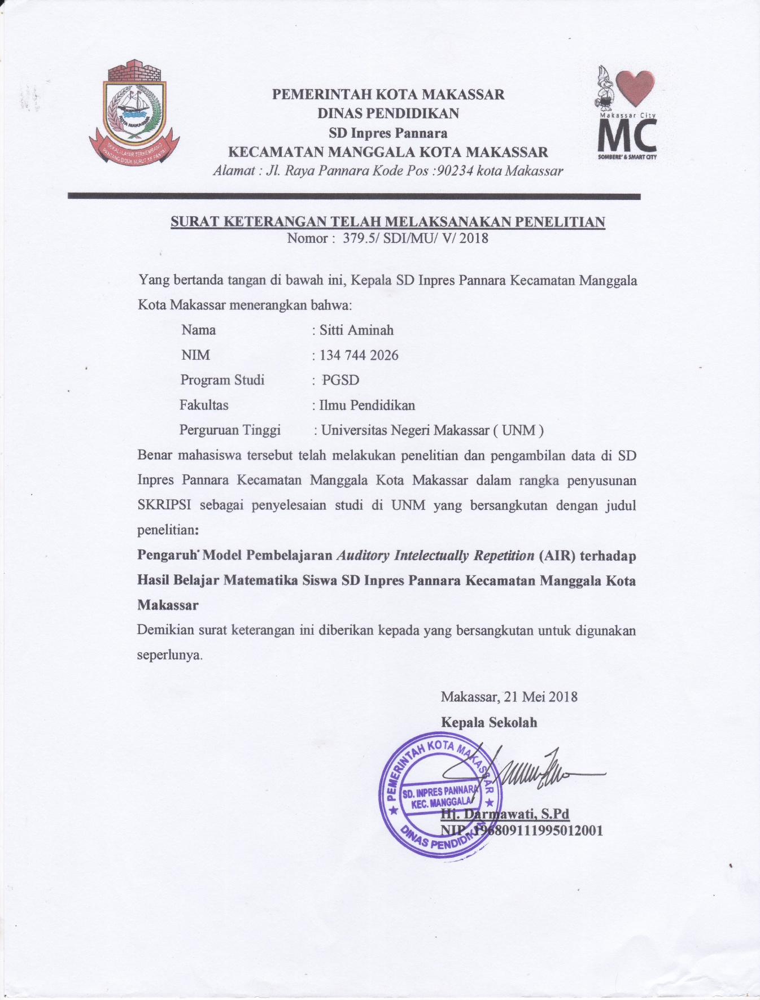 PEMERINTAH KOTA MAKASSAR
DINAS PENDIDIKAN
SD Inpres Pannara
KECAMATAN MANGGALA KOTA MAKASSAR
Alamat : Jl. Raya Pannara Kode Pos :90234 kota Makassar
KOTA MAKASSAR
SEKALI LAYAR TERKEMBANG
PANTANG BIDUK SURUT KE PANTAI
Makassar City
MC
SOMBERE' & SMART CITY
SURAT KETERANGAN TELAH MELAKSANAKAN PENELITIAN
Nomor : 379.5/ SDI/MU/ V/ 2018
Yang bertanda tangan di bawah ini, Kepala SD Inpres Pannara Kecamatan Manggala
Kota Makassar menerangkan bahwa:
Nama : Sitti Aminah
NIM : 134 744 2026
Program Studi : PGSD
Fakultas : Ilmu Pendidikan
Perguruan Tinggi : Universitas Negeri Makassar ( UNM )
Benar mahasiswa tersebut telah melakukan penelitian dan pengambilan data di SD
Inpres Pannara Kecamatan Manggala Kota Makassar dalam rangka penyusunan
SKRIPSI sebagai penyelesaian studi di UNM yang bersangkutan dengan judul
penelitian:
Pengaruh Model Pembelajaran Auditory Intelectually Repetition (AIR) terhadap
Hasil Belajar Matematika Siswa SD Inpres Pannara Kecamatan Manggala Kota
Makassar
Demikian surat keterangan ini diberikan kepada yang bersangkutan untuk digunakan
seperlunya.
Makassar, 21 Mei 2018
Kepala Sekolah
PEMERINTAH KOTA MAKASSAR
SD. INPRES PANNARA
KEC. MANGGALA
DINAS PENDIDIKAN
Hj. Darmawati, S.Pd
NIP. 196809111995012001